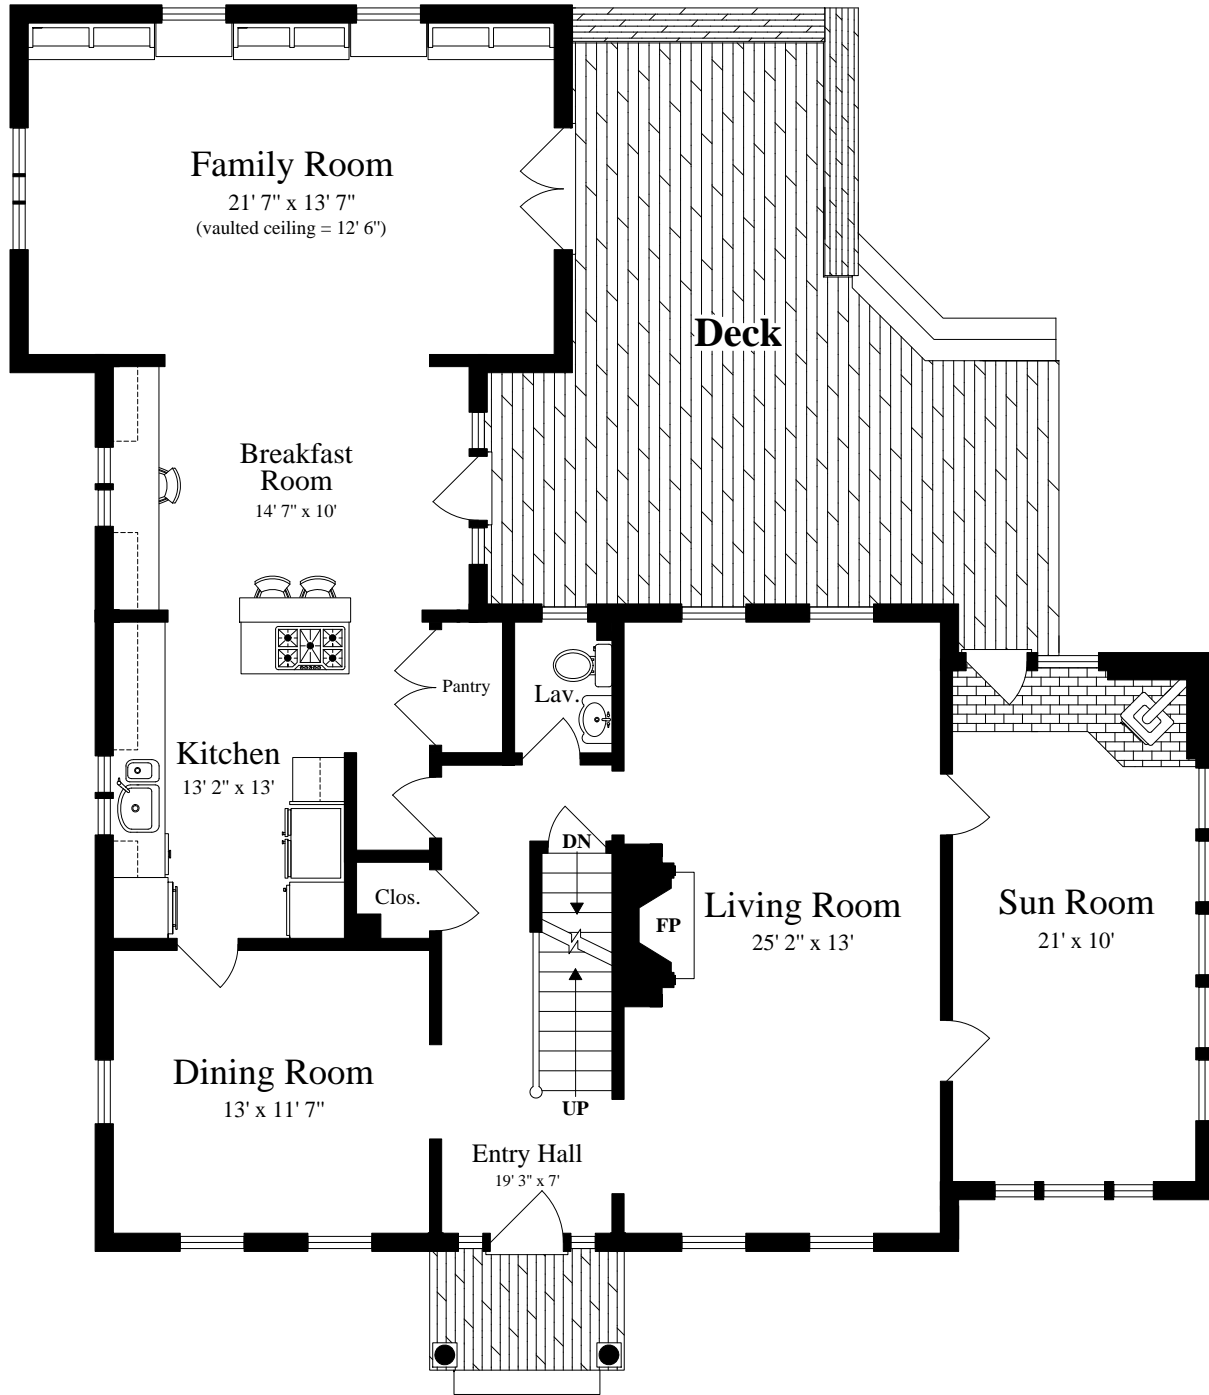 Family Room
21' 7" x 13' 7"
(vaulted ceiling = 12' 6")
Deck
Breakfast
Room
14' 7" x 10'
Pantry
Lav.
Kitchen
13' 2" x 13'
DN
Clos.
FP
Living Room
25' 2" x 13'
Sun Room
21' x 10'
Dining Room
13' x 11' 7"
UP
Entry Hall
19' 3" x 7'